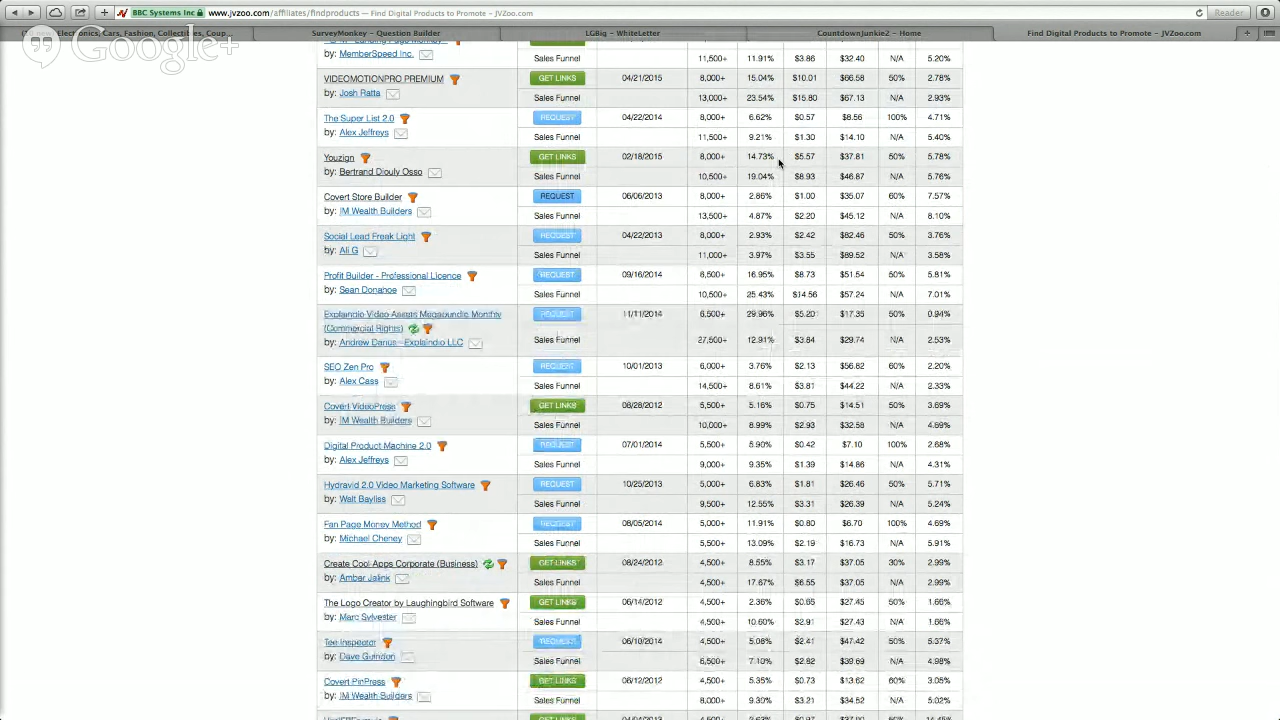 BBC Systems Inc www.jvzoo.com/affiliates/findproducts — Find Digital Products to Promote – JVZoo.com Reader
Electronics, Cars, Fashion, Collectibles, Coup... SurveyMonkey – Question Builder LGBig – WhiteLetter CountdownJunkie2 – Home Find Digital Products to Promote – JVZoo.com
Google+
by: MemberSpeed Inc. Sales Funnel 11,500+ 11.91% $3.86 $32.40 N/A 5.20%
VIDEOMOTIONPRO PREMIUM GET LINKS 04/21/2015 8,000+ 15.04% $10.01 $66.58 50% 2.78%
by: Josh Ratta Sales Funnel 13,000+ 23.54% $15.80 $67.13 N/A 2.93%
The Super List 2.0 REQUEST 04/22/2014 8,000+ 6.62% $0.57 $8.56 100% 4.71%
by: Alex Jeffreys Sales Funnel 11,500+ 9.21% $1.30 $14.10 N/A 5.40%
Youzign GET LINKS 02/18/2015 8,000+ 14.73% $5.57 $37.81 50% 5.78%
by: Bertrand Diouly Osso Sales Funnel 10,500+ 19.04% $8.93 $46.87 N/A 5.76%
Covert Store Builder REQUEST 06/06/2013 8,000+ 2.86% $1.00 $35.07 60% 7.57%
by: IM Wealth Builders Sales Funnel 13,500+ 4.87% $2.20 $45.12 N/A 8.10%
Social Lead Freak Light REQUEST 04/22/2013 8,000+ 2.93% $2.42 $82.46 50% 3.76%
by: Ali G Sales Funnel 11,000+ 3.97% $3.55 $89.52 N/A 3.58%
Profit Builder - Professional Licence REQUEST 09/16/2014 8,500+ 16.95% $8.73 $51.54 50% 5.81%
by: Sean Donahoe Sales Funnel 10,500+ 25.43% $14.56 $57.24 N/A 7.01%
Explaindio Video Assets Megabundle Monthly REQUEST 11/11/2014 6,500+ 29.96% $5.20 $17.35 50% 0.94%
(Commercial Rights)
by: Andrew Darius - Explaindio LLC Sales Funnel 27,500+ 12.91% $3.84 $29.74 N/A 2.53%
SEO Zen Pro REQUEST 10/01/2013 6,000+ 3.76% $2.13 $56.82 60% 2.20%
by: Alex Cass Sales Funnel 14,500+ 8.61% $3.81 $44.22 N/A 2.33%
Covert VideoPress GET LINKS 08/28/2012 5,500+ 5.16% $0.75 $14.51 50% 3.69%
by: IM Wealth Builders Sales Funnel 10,000+ 8.99% $2.93 $32.58 N/A 4.69%
Digital Product Machine 2.0 REQUEST 07/01/2014 5,500+ 5.90% $0.42 $7.10 100% 2.68%
by: Alex Jeffreys Sales Funnel 9,000+ 9.35% $1.39 $14.86 N/A 4.31%
Hydravid 2.0 Video Marketing Software REQUEST 10/25/2013 5,000+ 6.83% $1.81 $26.46 50% 5.71%
by: Walt Bayliss Sales Funnel 9,500+ 12.55% $3.31 $26.39 N/A 5.24%
Fan Page Money Method REQUEST 08/05/2014 5,000+ 11.91% $0.80 $6.70 100% 4.69%
by: Michael Cheney Sales Funnel 5,500+ 13.09% $2.19 $16.73 N/A 5.91%
Create Cool Apps Corporate (Business) GET LINKS 08/24/2012 4,500+ 8.55% $3.17 $37.05 30% 2.99%
by: Amber Jalink Sales Funnel 4,500+ 17.67% $6.55 $37.05 N/A 2.99%
The Logo Creator by Laughingbird Software GET LINKS 06/14/2012 4,500+ 2.36% $0.65 $27.45 50% 1.66%
by: Marc Sylvester Sales Funnel 4,500+ 10.60% $2.91 $27.43 N/A 1.66%
Tee Inspector REQUEST 06/10/2014 4,500+ 5.08% $2.41 $47.42 50% 5.37%
by: Dave Guindon Sales Funnel 6,500+ 7.10% $2.82 $39.69 N/A 4.98%
Covert PinPress GET LINKS 06/12/2012 4,500+ 5.35% $0.73 $13.62 60% 3.08%
by: IM Wealth Builders Sales Funnel 8,000+ 9.30% $3.21 $34.52 N/A 5.02%